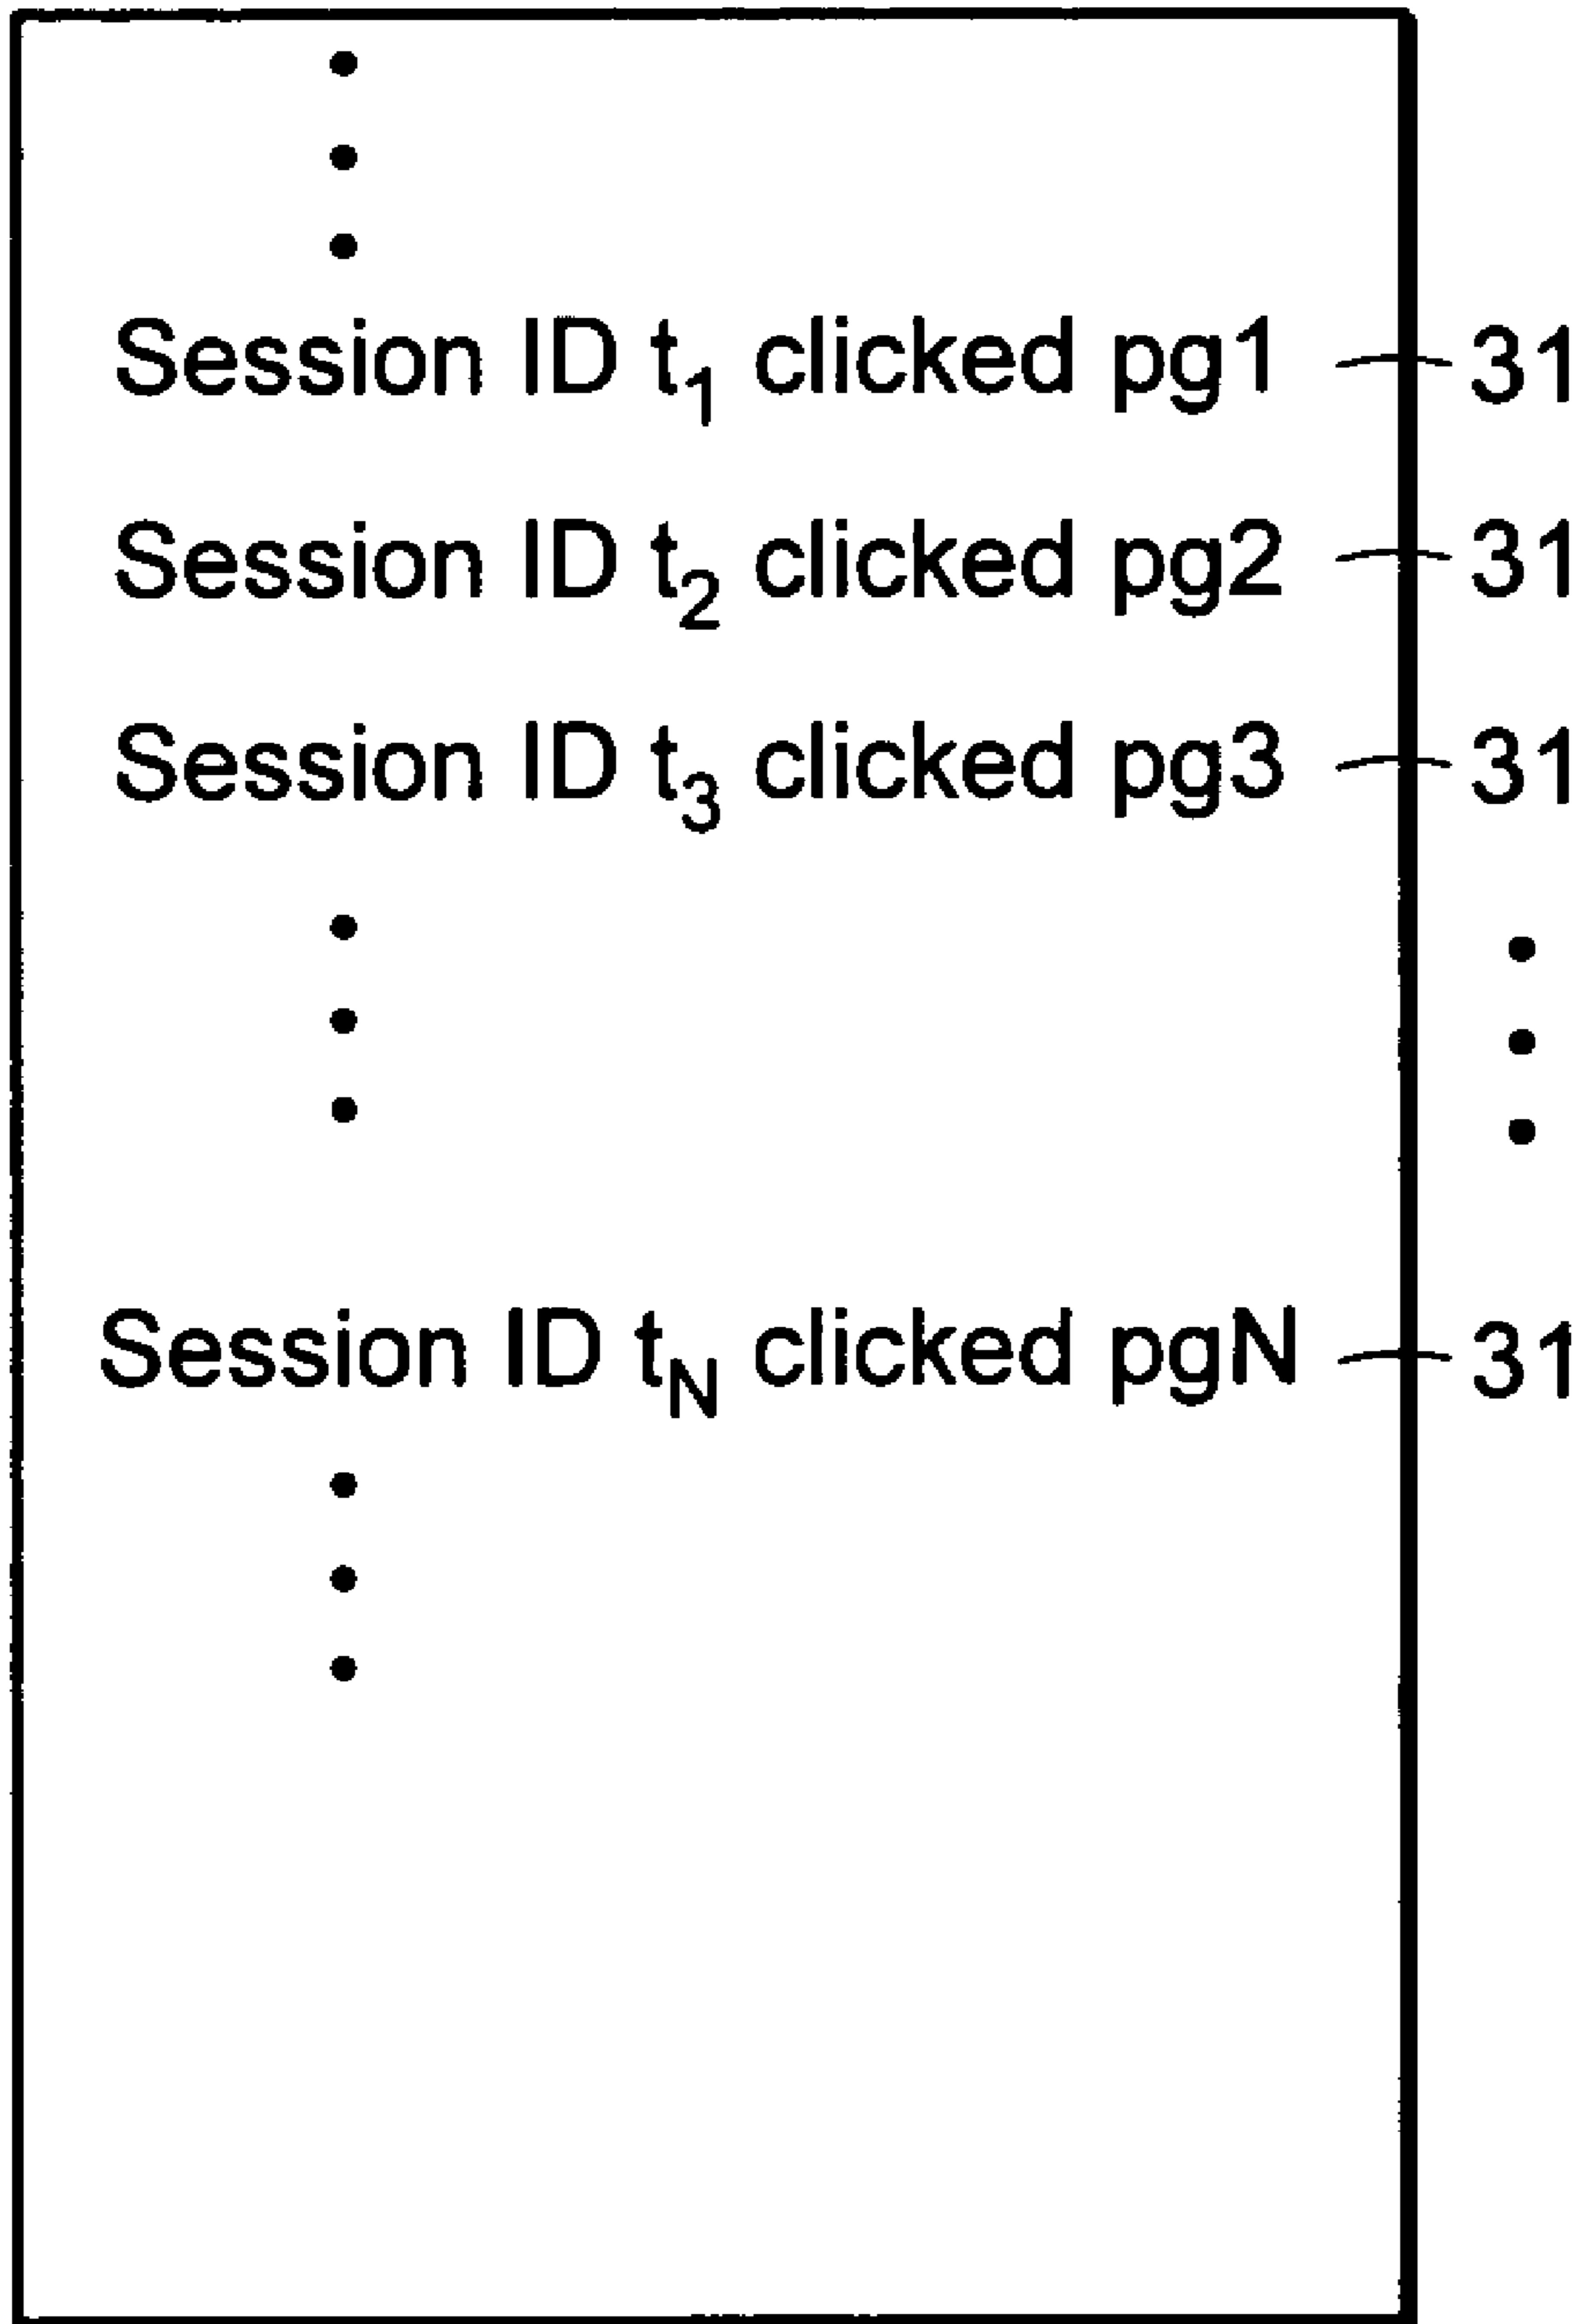 Session ID t₁ clicked pg1 31
Session ID t₂ clicked pg2 31
Session ID t₃ clicked pg3 31
Session ID t_N clicked pgN 31